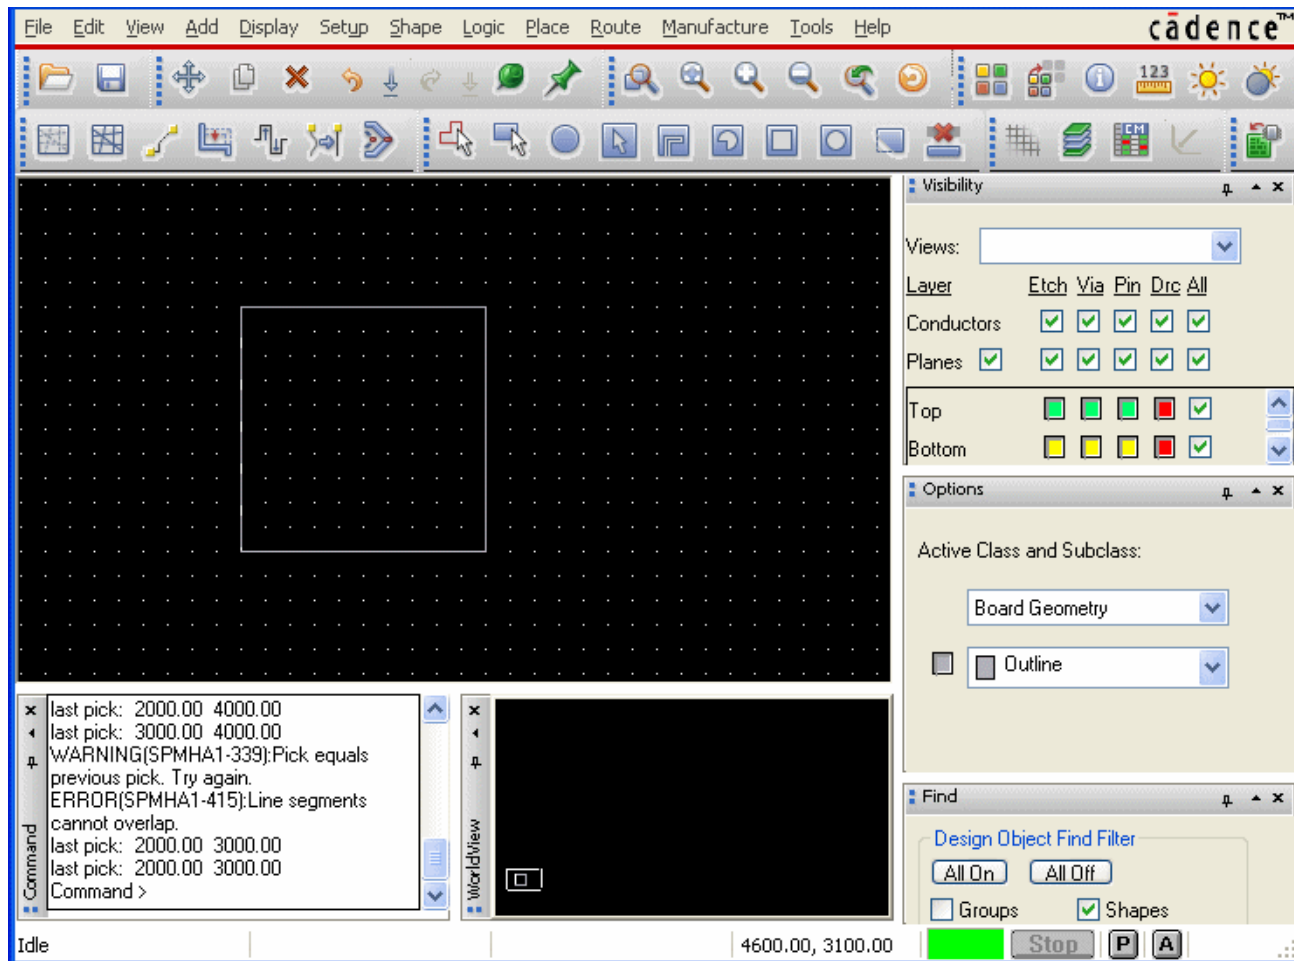 File Edit View Add Display Setup Shape Logic Place Route Manufacture Tools Help
cādence™
123
CM
Visibility
Views:
Layer Etch Via Pin Drc All
Conductors
Planes
Top
Bottom
Options
Active Class and Subclass:
Board Geometry
Outline
last pick: 2000.00 4000.00
last pick: 3000.00 4000.00
WARNING(SPMHA1-339):Pick equals
previous pick. Try again.
ERROR(SPMHA1-415):Line segments
cannot overlap.
last pick: 2000.00 3000.00
last pick: 2000.00 3000.00
Command >
Command
WorldView
Find
Design Object Find Filter
All On All Off
Groups Shapes
Idle 4600.00, 3100.00 Stop P A